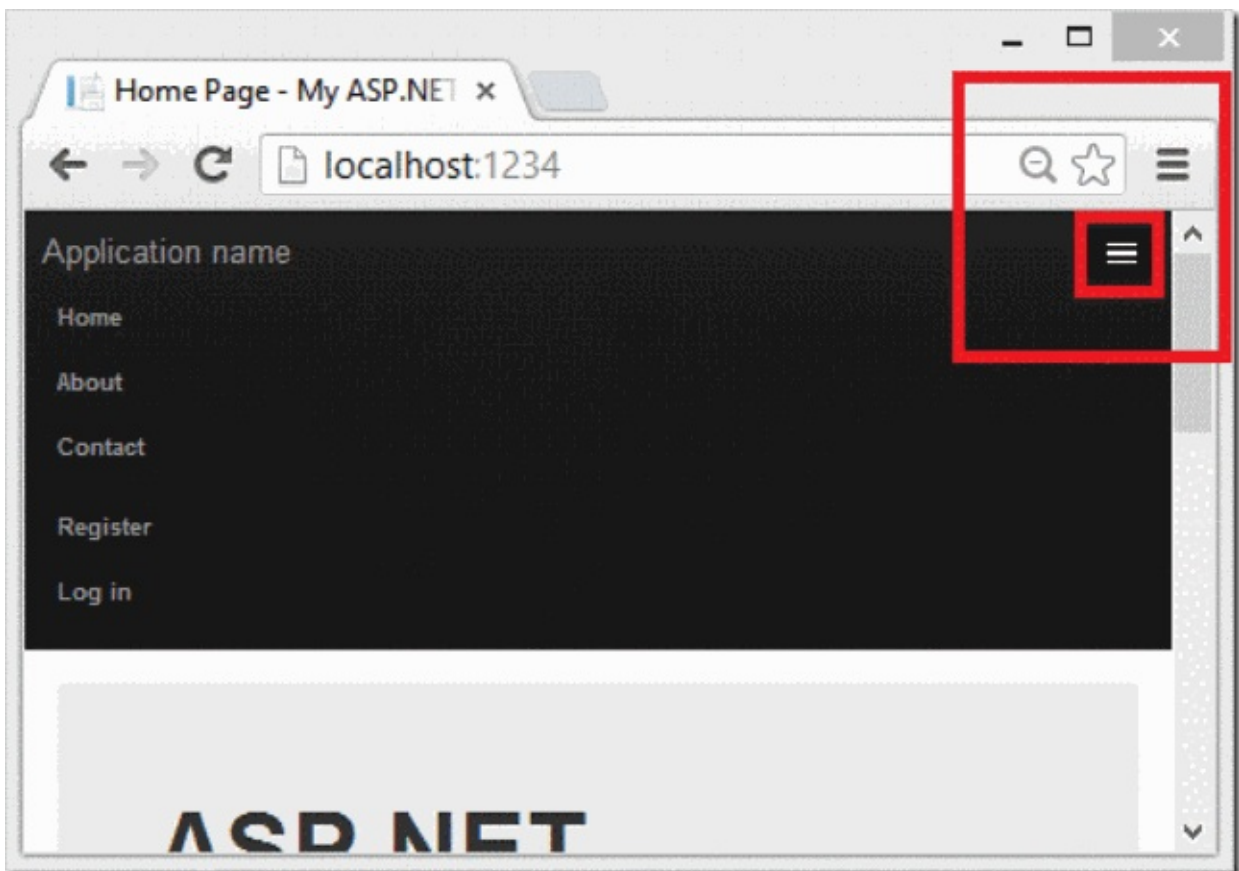 Home Page - My ASP.NET
localhost:1234
Application name
Home
About
Contact
Register
Log in
ASP.NET